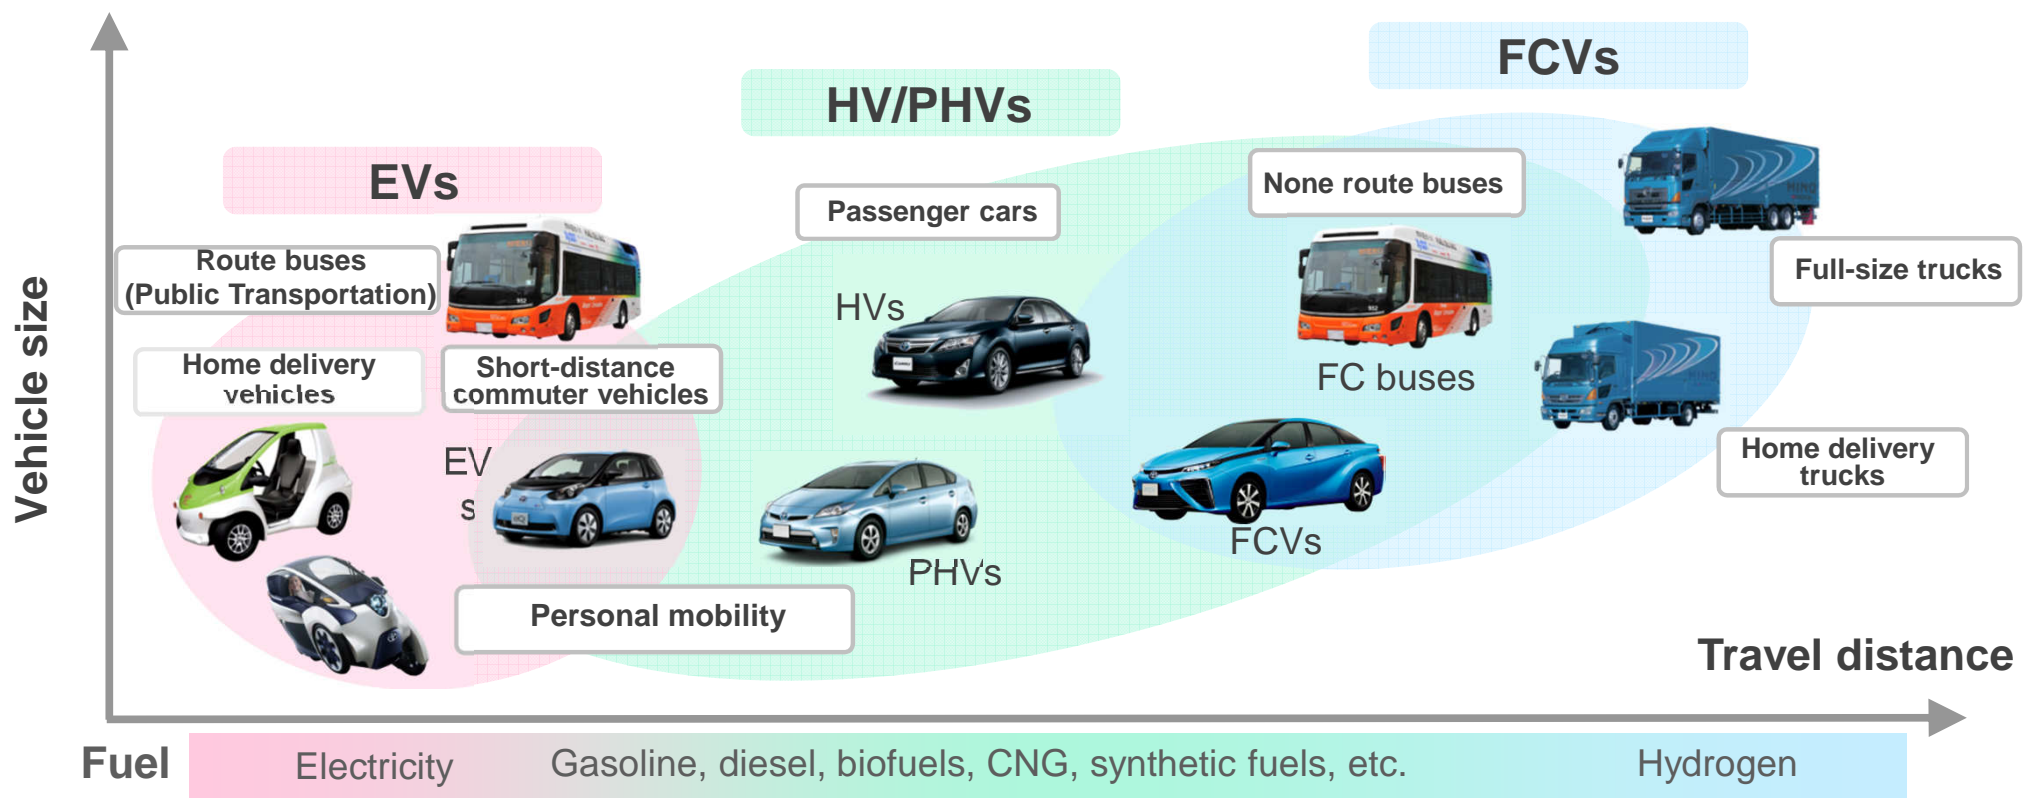 FCVs
HV/PHVs
EVs
None route buses
Passenger cars
Route buses
(Public Transportation)
Full-size trucks
HVs
Vehicle size
Home delivery
vehicles
Short-distance
commuter vehicles
FC buses
Home delivery
trucks
EV
s
FCVs
PHVs
Personal mobility
Travel distance
Fuel
Electricity
Gasoline, diesel, biofuels, CNG, synthetic fuels, etc.
Hydrogen